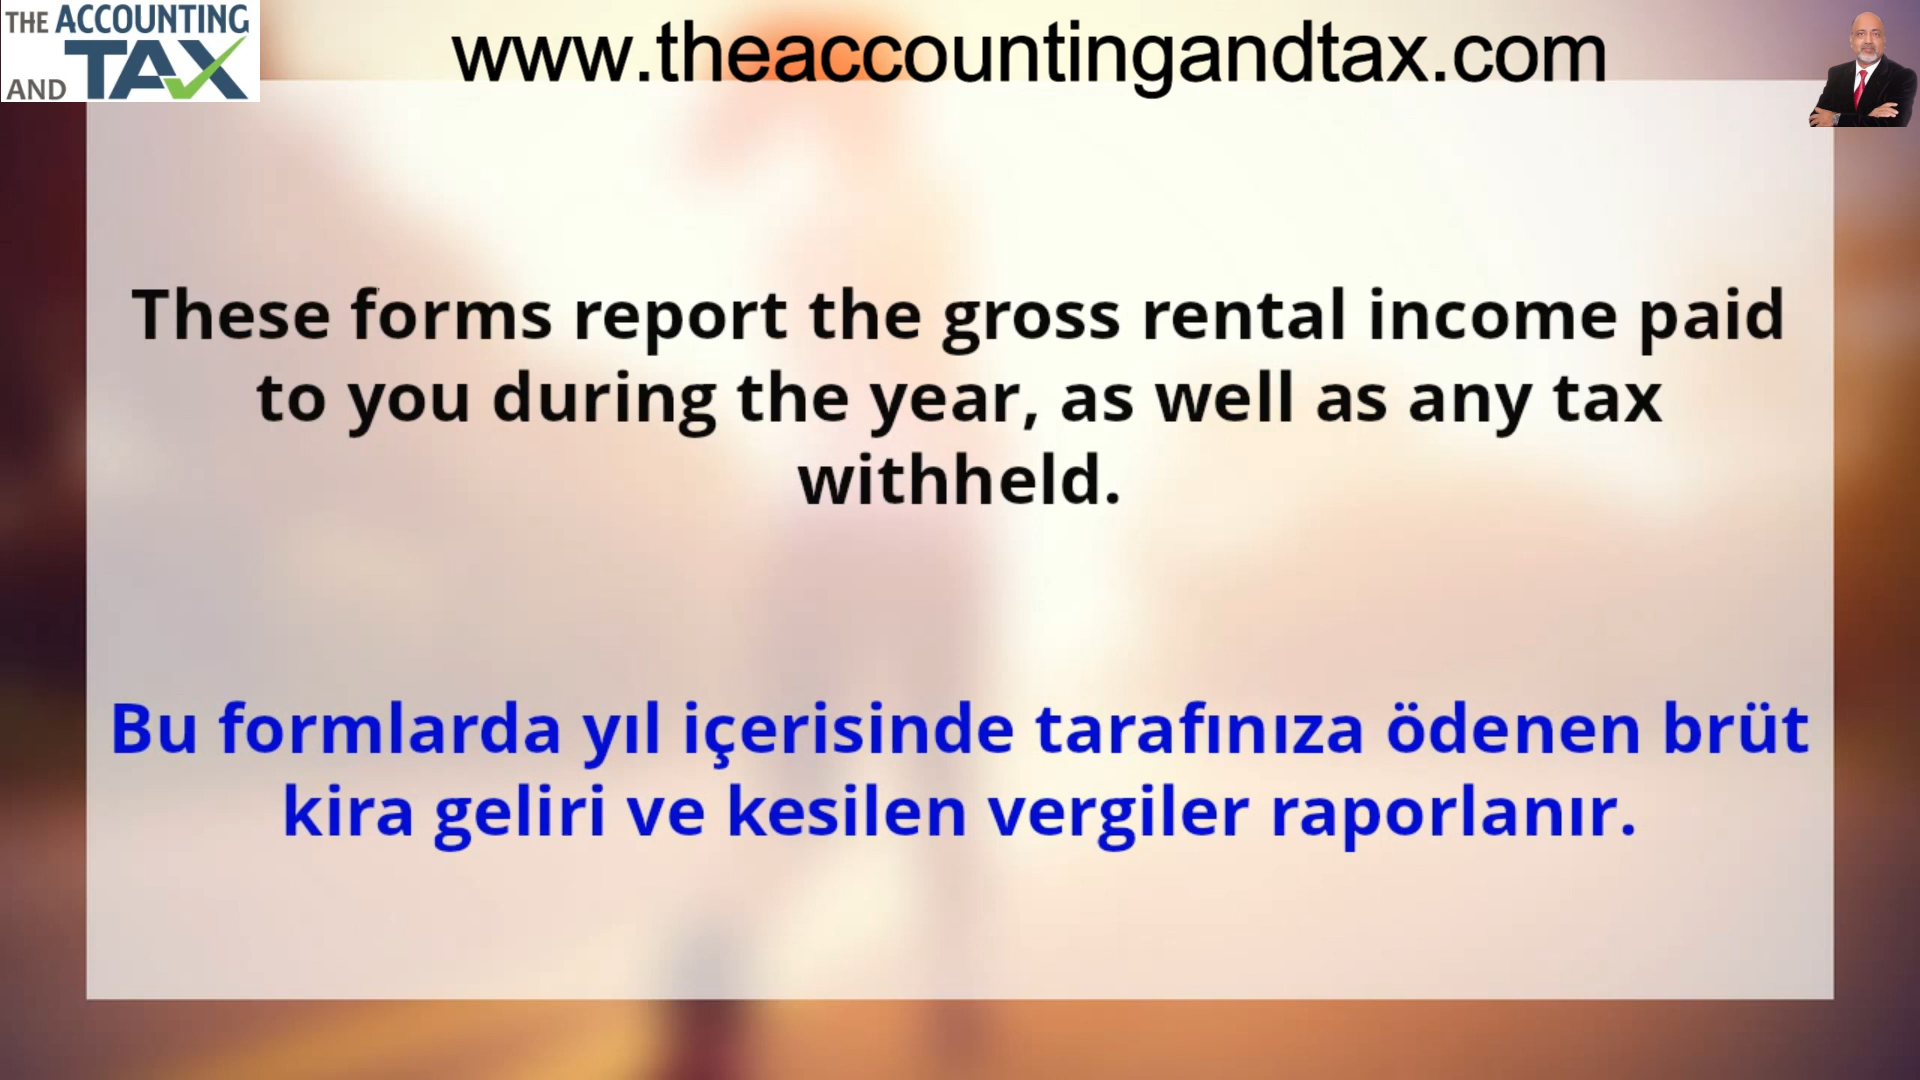 THE ACCOUNTING
AND TAX
www.theaccountingandtax.com
These forms report the gross rental income paid
to you during the year, as well as any tax
withheld.
Bu formlarda yıl içerisinde tarafınıza ödenen brüt
kira geliri ve kesilen vergiler raporlanır.